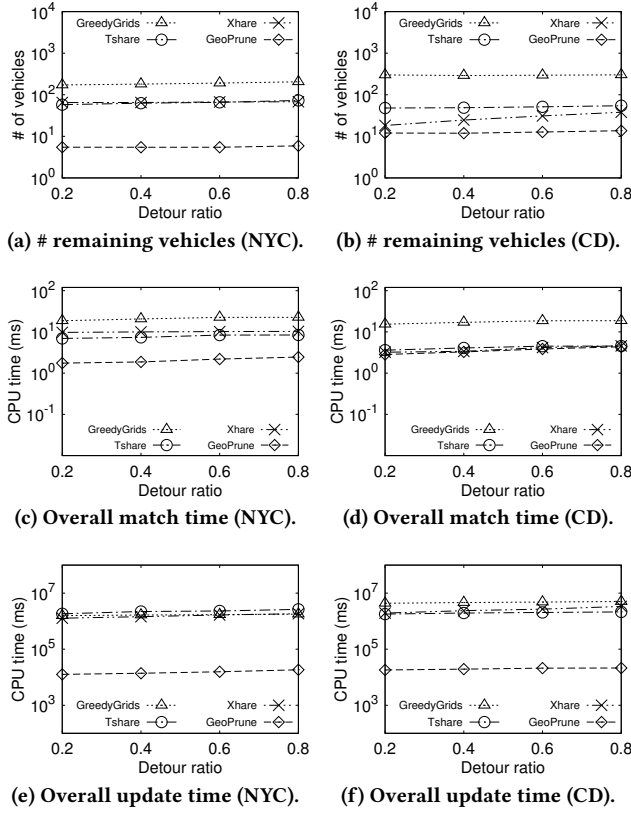 10^4
10^3
10^2
10^1
10^0
# of vehicles
GreedyGrids
Tshare
Xhare
GeoPrune
0.2 0.4 0.6 0.8
Detour ratio
(a) # remaining vehicles (NYC).
10^4
10^3
10^2
10^1
10^0
# of vehicles
GreedyGrids
Tshare
Xhare
GeoPrune
0.2 0.4 0.6 0.8
Detour ratio
(b) # remaining vehicles (CD).
10^2
10^1
10^0
10^-1
CPU time (ms)
GreedyGrids
Tshare
Xhare
GeoPrune
0.2 0.4 0.6 0.8
Detour ratio
(c) Overall match time (NYC).
10^2
10^1
10^0
10^-1
CPU time (ms)
GreedyGrids
Tshare
Xhare
GeoPrune
0.2 0.4 0.6 0.8
Detour ratio
(d) Overall match time (CD).
10^7
10^5
10^3
CPU time (ms)
GreedyGrids
Tshare
Xhare
GeoPrune
0.2 0.4 0.6 0.8
Detour ratio
(e) Overall update time (NYC).
10^7
10^5
10^3
CPU time (ms)
GreedyGrids
Tshare
Xhare
GeoPrune
0.2 0.4 0.6 0.8
Detour ratio
(f) Overall update time (CD).